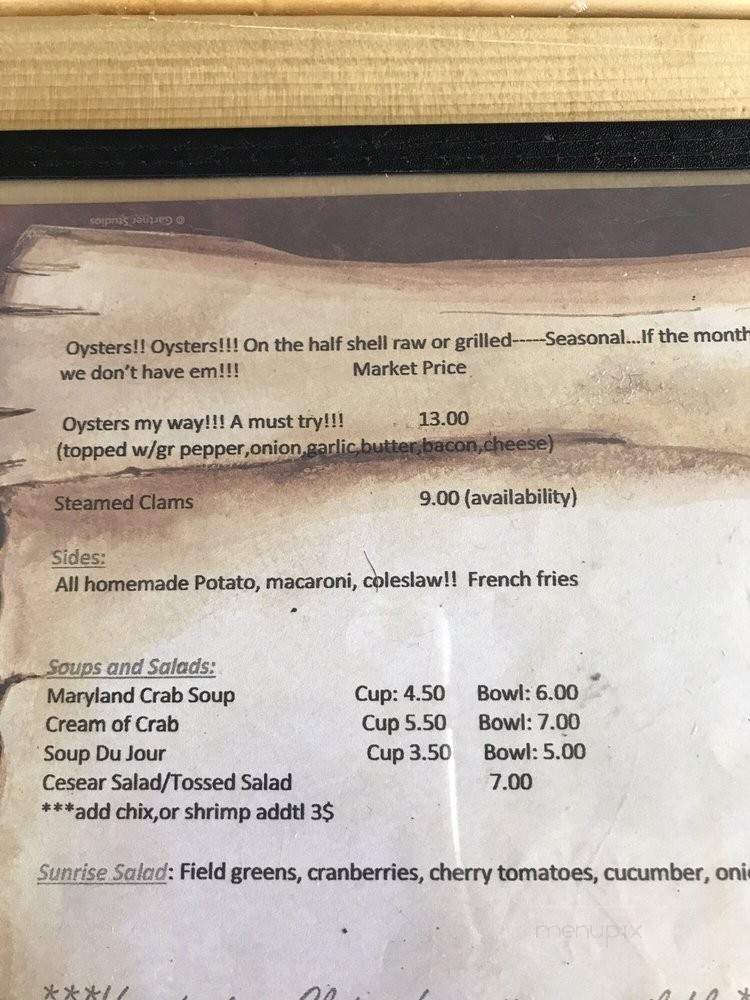 © Gartner Studios
Oysters!! Oysters!!! On the half shell raw or grilled-----Seasonal...If the month
we don't have em!!! Market Price
Oysters my way!!! A must try!!! 13.00
(topped w/gr pepper,onion,garlic,butter,bacon,cheese)
Steamed Clams 9.00 (availability)
Sides:
All homemade Potato, macaroni, coleslaw!! French fries
Soups and Salads:
Maryland Crab Soup Cup: 4.50 Bowl: 6.00
Cream of Crab Cup 5.50 Bowl: 7.00
Soup Du Jour Cup 3.50 Bowl: 5.00
Cesear Salad/Tossed Salad 7.00
***add chix,or shrimp addtl 3$
Sunrise Salad: Field greens, cranberries, cherry tomatoes, cucumber,
menupix